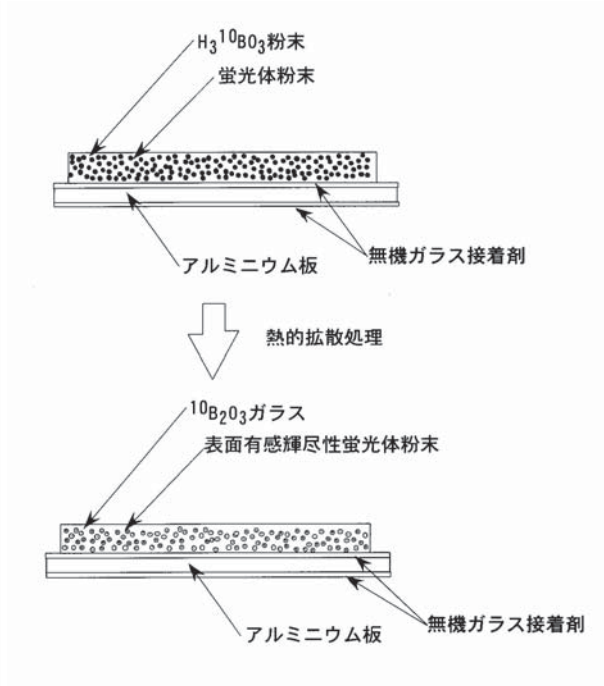 H₃¹⁰BO₃粉末
蛍光体粉末
無機ガラス接着剤
アルミニウム板
熱的拡散処理
¹⁰B₂O₃ガラス
表面有感輝尽性蛍光体粉末
無機ガラス接着剤
アルミニウム板